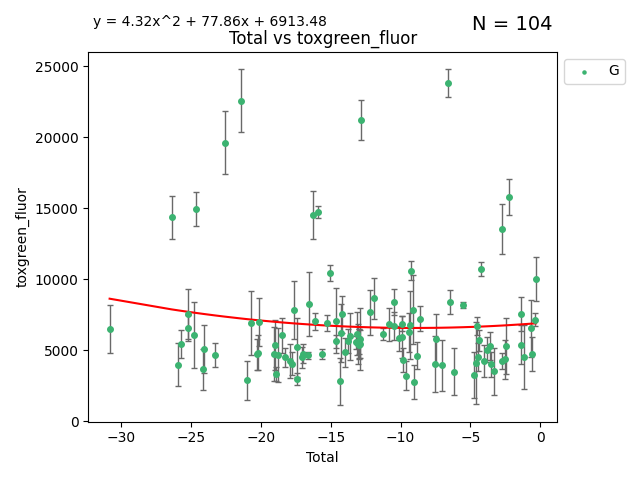 y = 4.32x^2 + 77.86x + 6913.48
N = 104
Total vs toxgreen_fluor
G
25000
20000
15000
10000
5000
0
toxgreen_fluor
−30 −25 −20 −15 −10 −5 0
Total